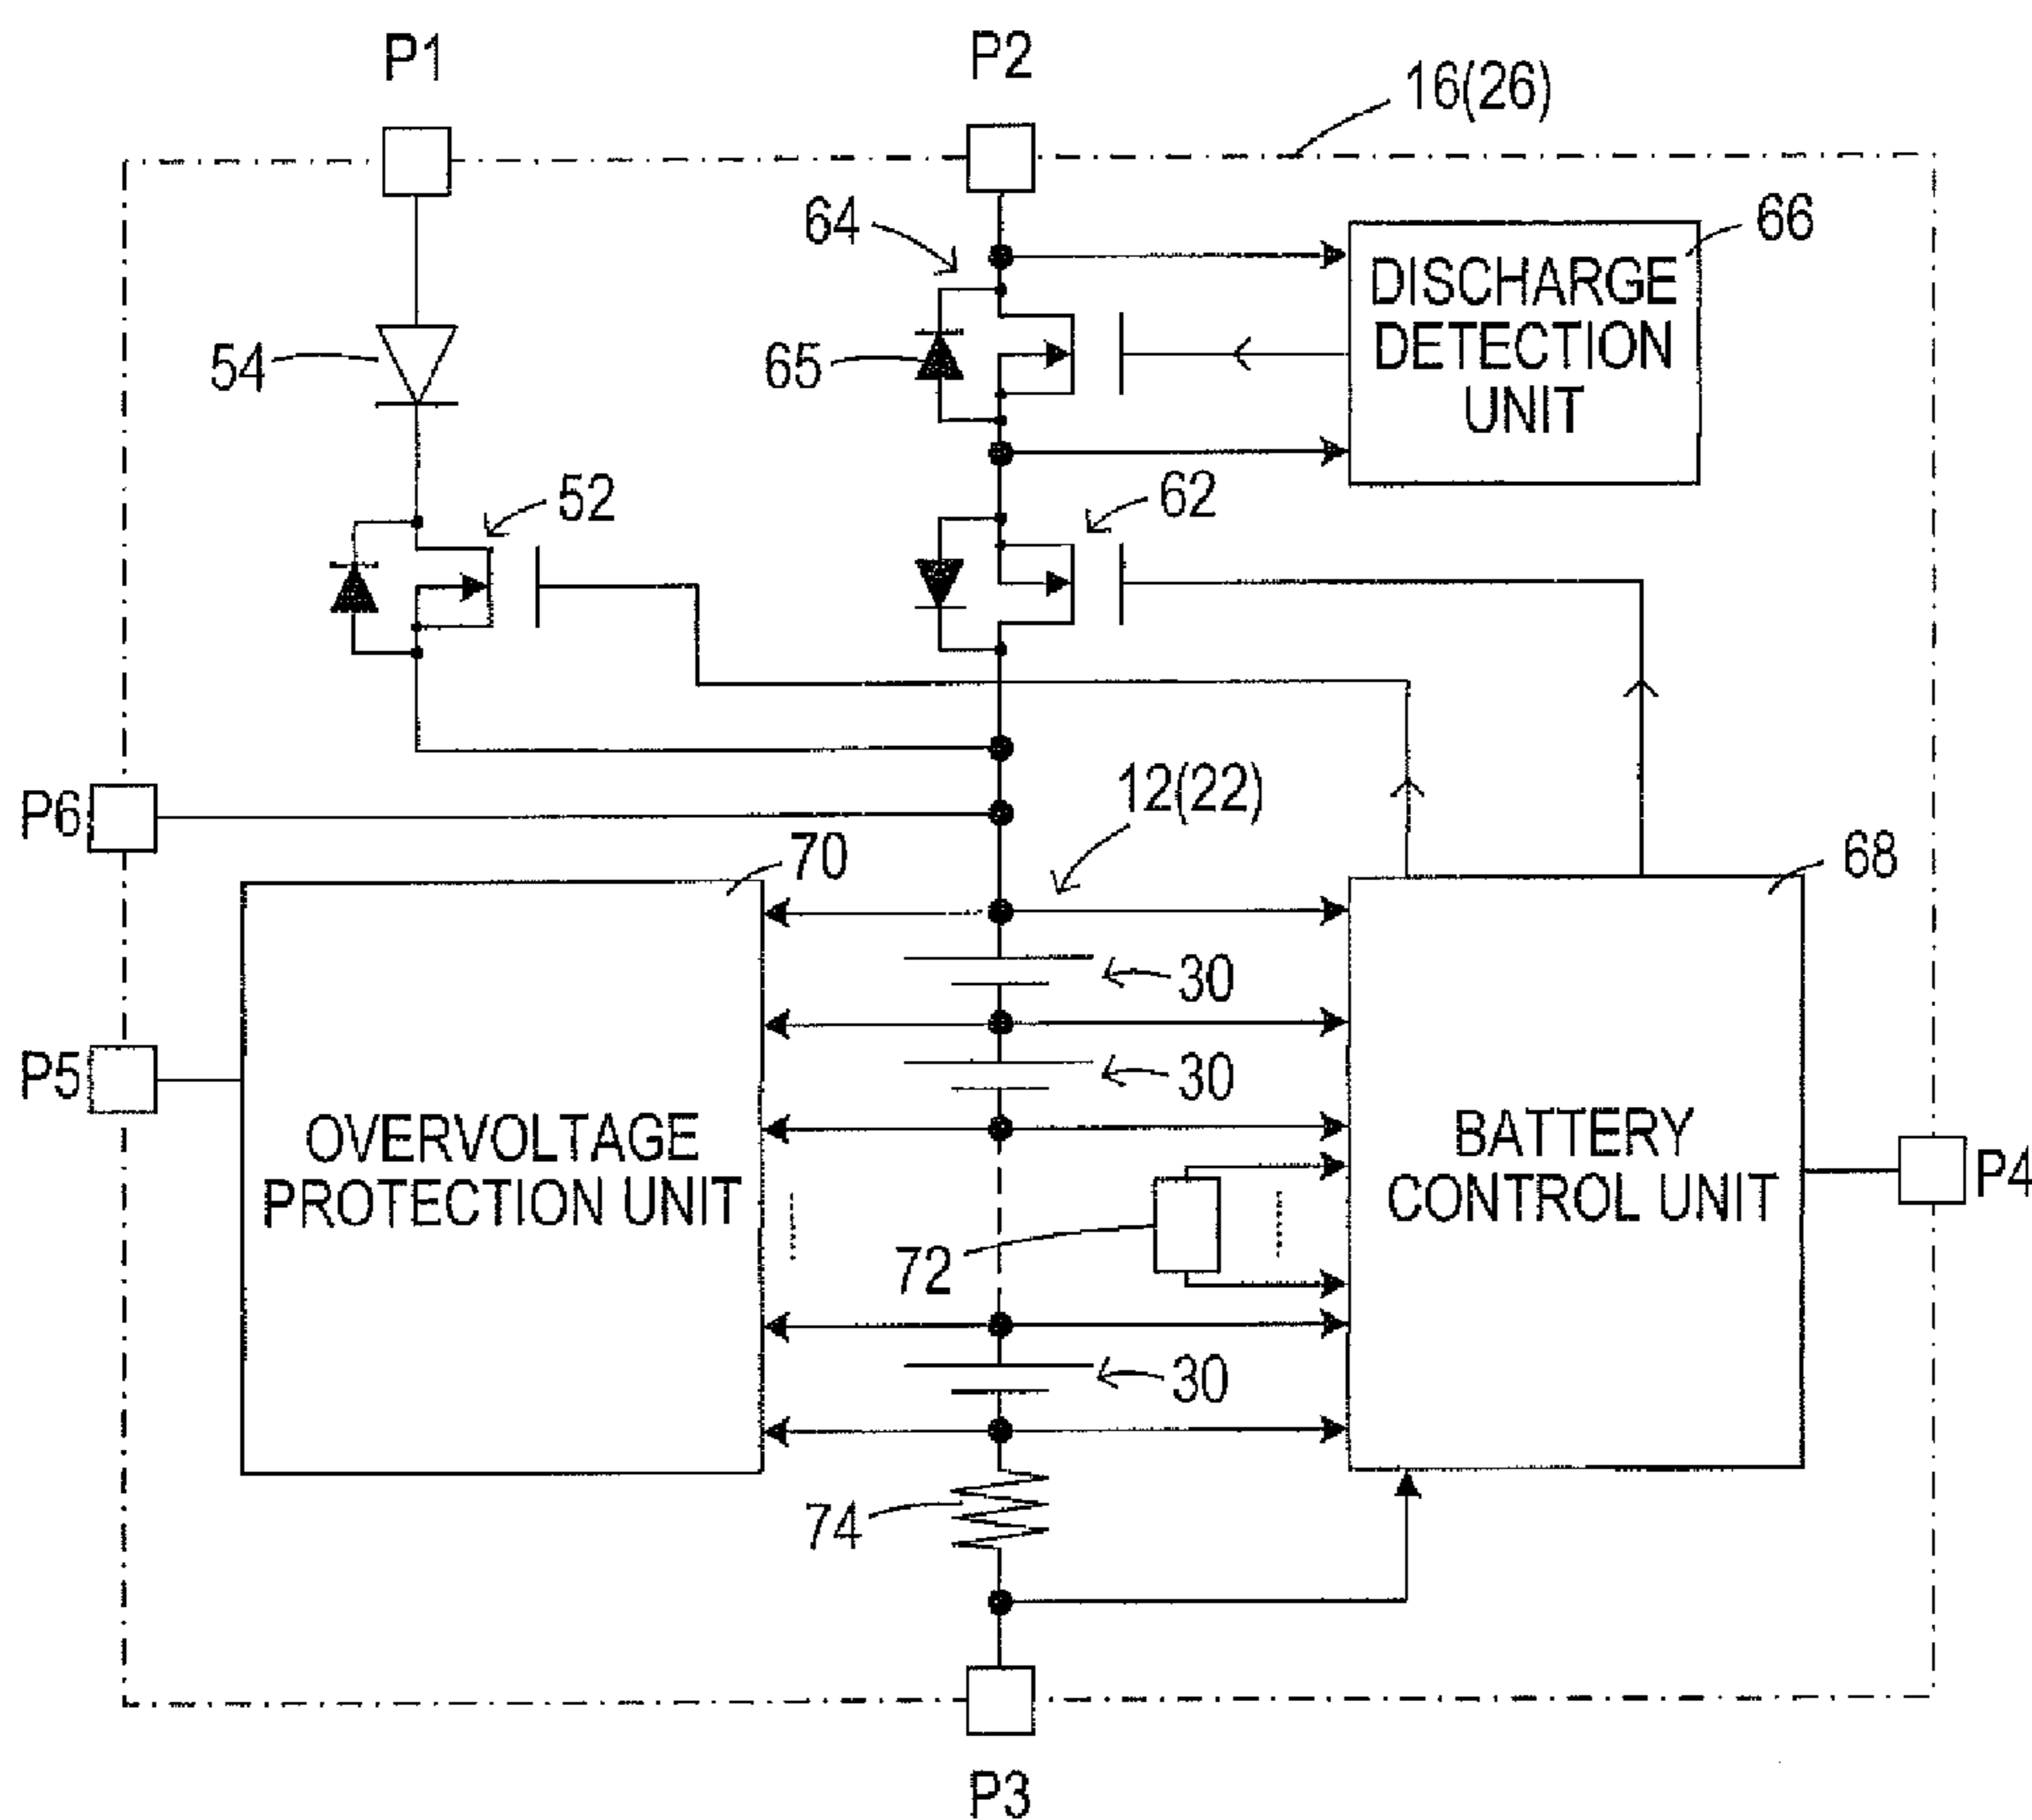 P1
P2
16(26)
64
66
DISCHARGE
DETECTION
UNIT
54
65
52
62
P6
12(22)
70
68
30
P5
30
OVERVOLTAGE
PROTECTION UNIT
BATTERY
CONTROL UNIT
P4
72
30
74
P3